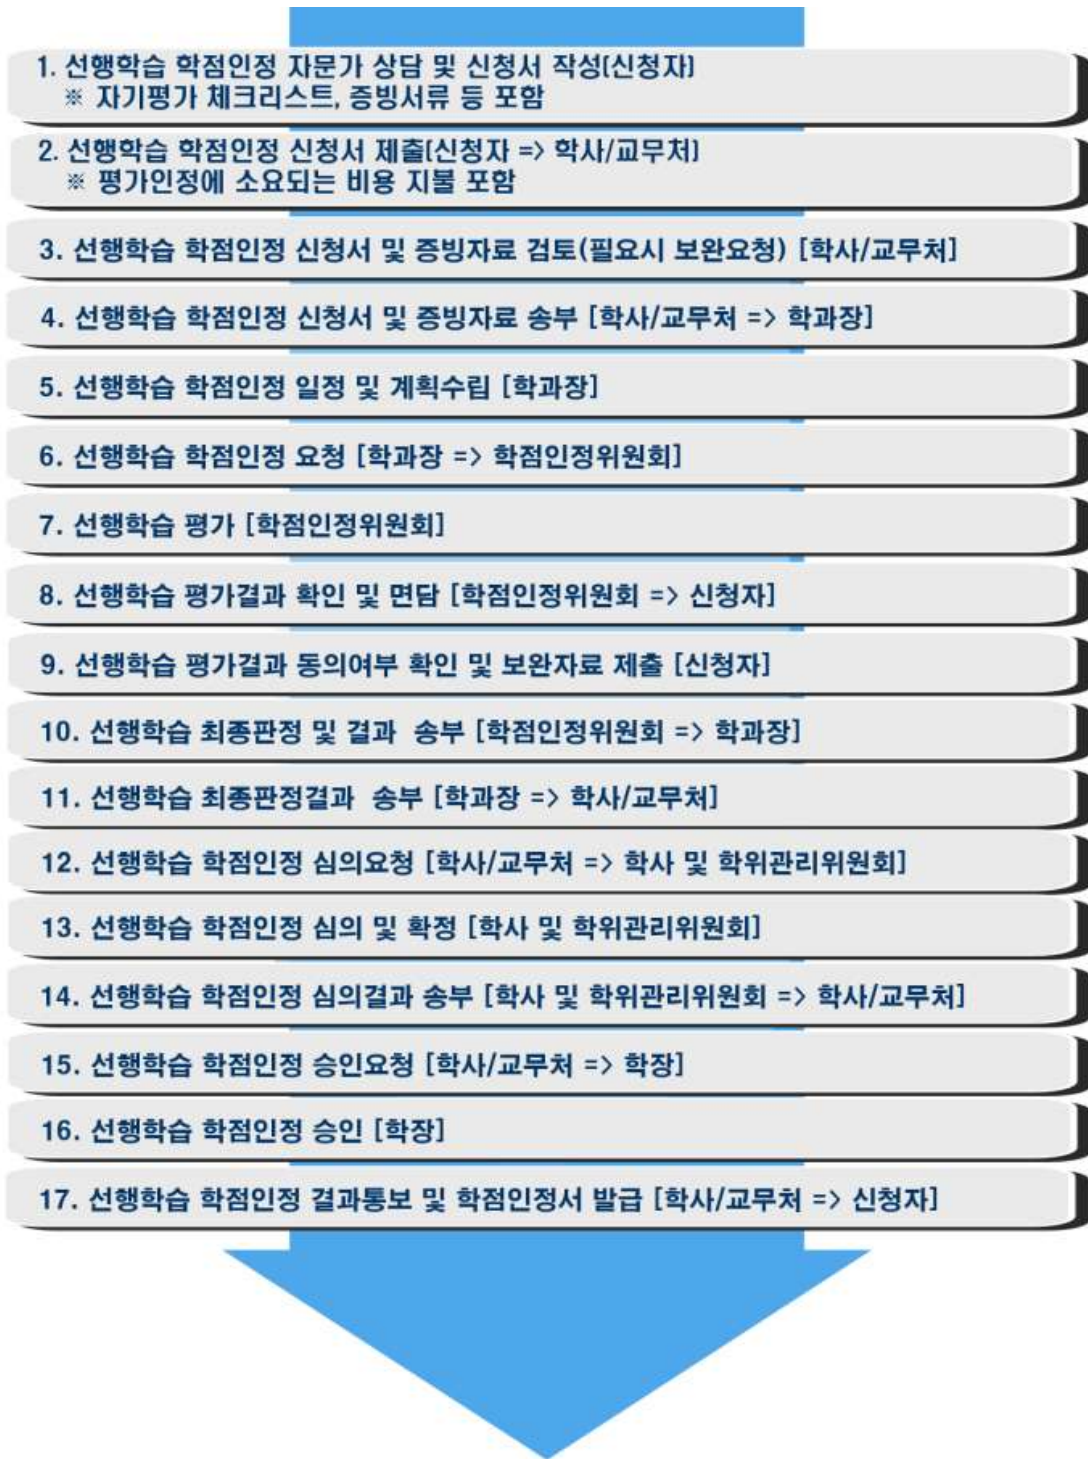 1. 선행학습 학점인정 자문가 상담 및 신청서 작성(신청자)
※ 자기평가 체크리스트, 증빙서류 등 포함
2. 선행학습 학점인정 신청서 제출(신청자 => 학사/교무처)
※ 평가인정에 소요되는 비용 지불 포함
3. 선행학습 학점인정 신청서 및 증빙자료 검토(필요시 보완요청) [학사/교무처]
4. 선행학습 학점인정 신청서 및 증빙자료 송부 [학사/교무처 => 학과장]
5. 선행학습 학점인정 일정 및 계획수립 [학과장]
6. 선행학습 학점인정 요청 [학과장 => 학점인정위원회]
7. 선행학습 평가 [학점인정위원회]
8. 선행학습 평가결과 확인 및 면담 [학점인정위원회 => 신청자]
9. 선행학습 평가결과 동의여부 확인 및 보완자료 제출 [신청자]
10. 선행학습 최종판정 및 결과 송부 [학점인정위원회 => 학과장]
11. 선행학습 최종판정결과 송부 [학과장 => 학사/교무처]
12. 선행학습 학점인정 심의요청 [학사/교무처 => 학사 및 학위관리위원회]
13. 선행학습 학점인정 심의 및 확정 [학사 및 학위관리위원회]
14. 선행학습 학점인정 심의결과 송부 [학사 및 학위관리위원회 => 학사/교무처]
15. 선행학습 학점인정 승인요청 [학사/교무처 => 학장]
16. 선행학습 학점인정 승인 [학장]
17. 선행학습 학점인정 결과통보 및 학점인정서 발급 [학사/교무처 => 신청자]